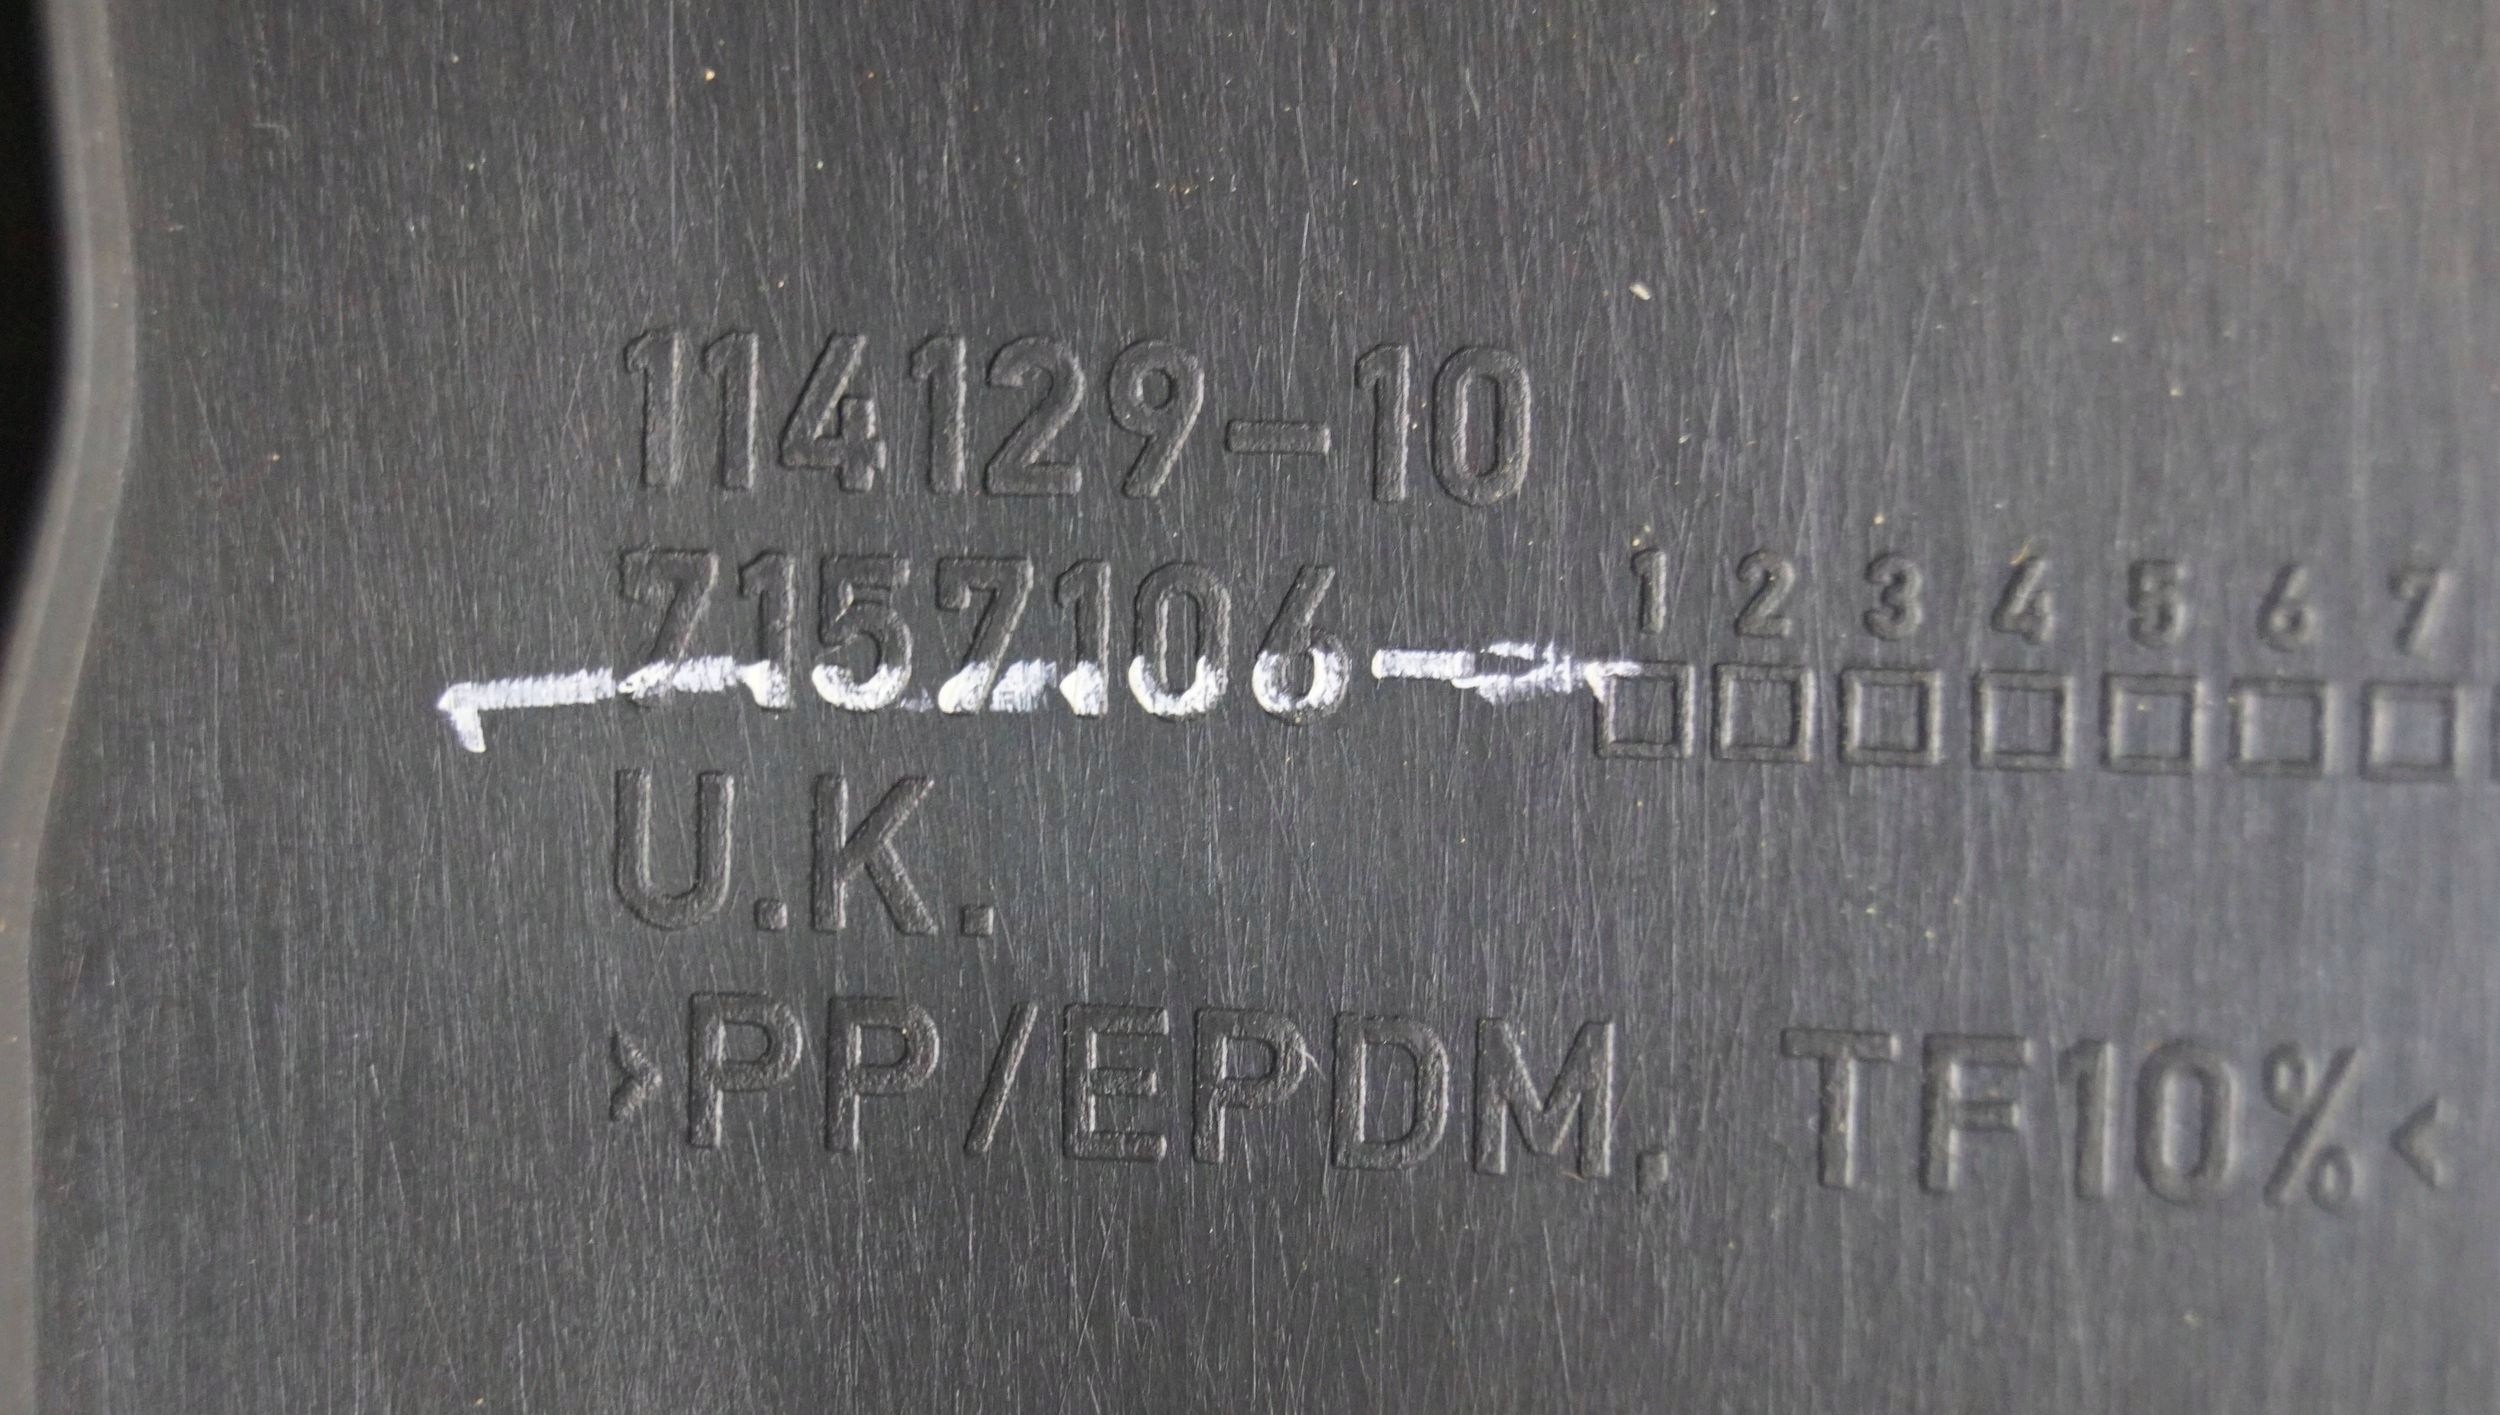 114129-10
7157106
1 2 3 4 5 6 7
U.K.
>PP/EPDM, TF10%<